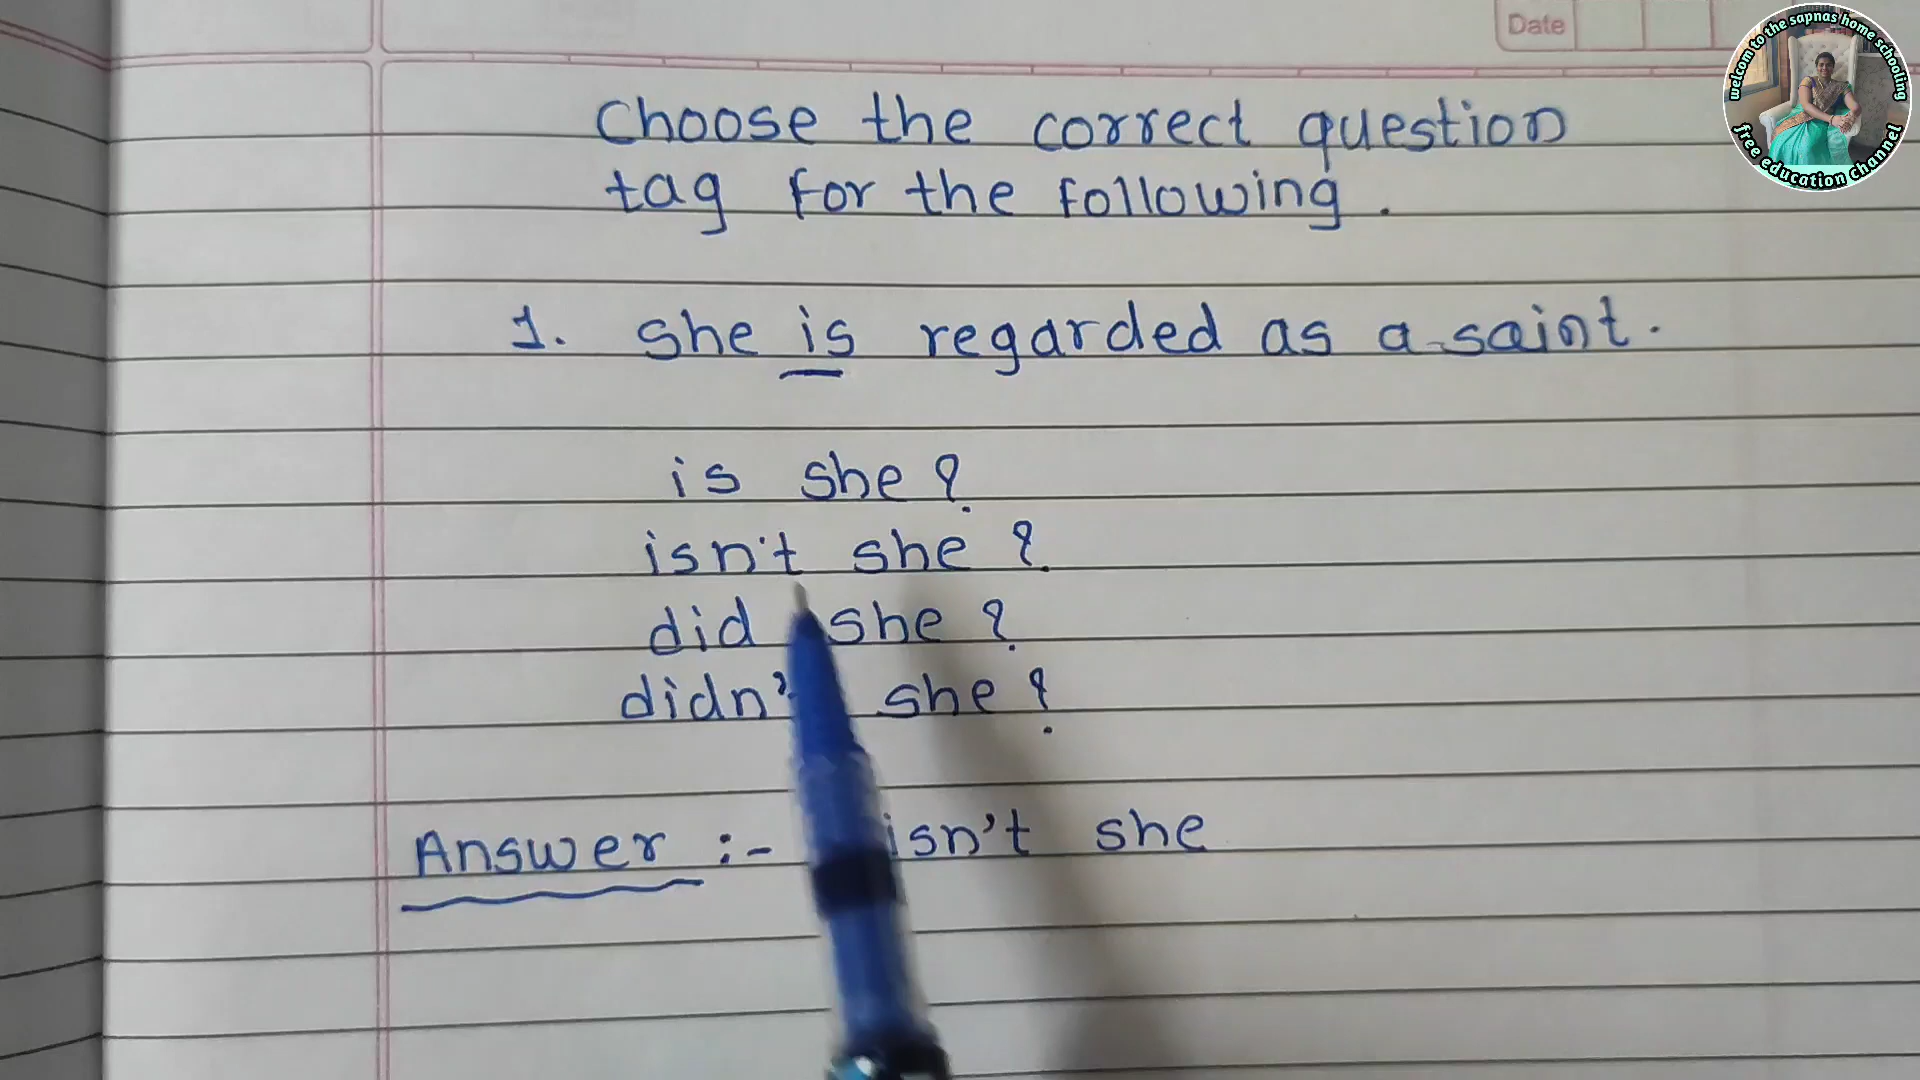 Date
welcom to the sapnas home schooling
free education channel
Choose the correct question
tag for the following.
1. she is regarded as a saint.
is she?
isn't she?
did she?
didn' she?
Answer :- isn't she